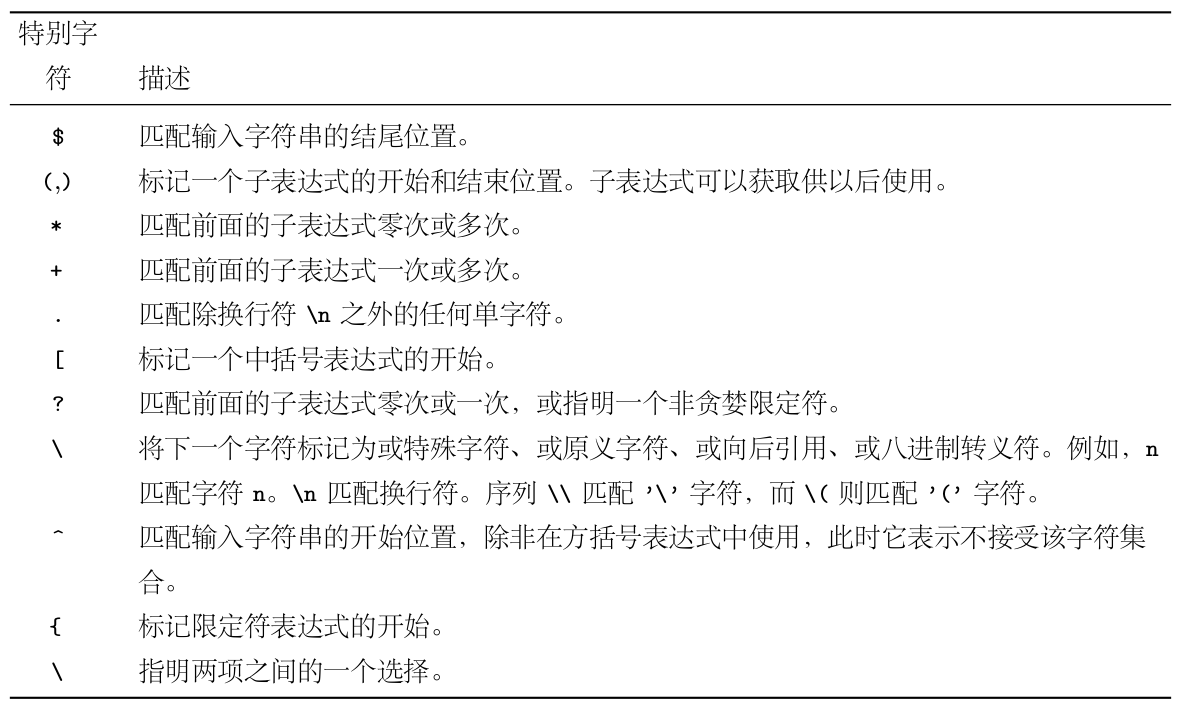 特别字
符 描述
$ 匹配输入字符串的结尾位置。
(,) 标记一个子表达式的开始和结束位置。子表达式可以获取供以后使用。
* 匹配前面的子表达式零次或多次。
+ 匹配前面的子表达式一次或多次。
. 匹配除换行符 \n 之外的任何单字符。
[ 标记一个中括号表达式的开始。
? 匹配前面的子表达式零次或一次，或指明一个非贪婪限定符。
\ 将下一个字符标记为或特殊字符、或原义字符、或向后引用、或八进制转义符。例如，n
匹配字符 n。\n 匹配换行符。序列 \\ 匹配 ’\’ 字符，而 \( 则匹配 ’(’ 字符。
^ 匹配输入字符串的开始位置，除非在方括号表达式中使用，此时它表示不接受该字符集
合。
{ 标记限定符表达式的开始。
\ 指明两项之间的一个选择。